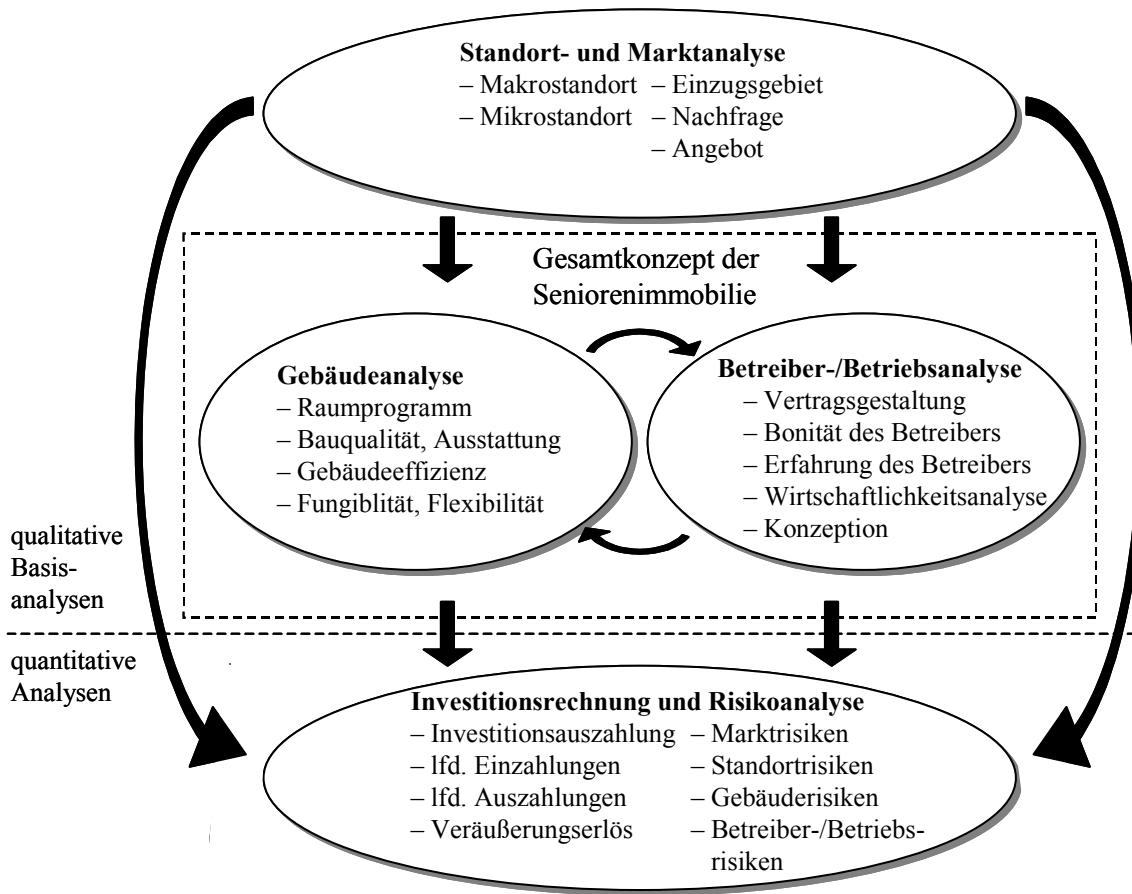 Standort- und Marktanalyse
– Makrostandort – Einzugsgebiet
– Mikrostandort – Nachfrage
– Angebot
Gesamtkonzept der
Seniorenimmobilie
Gebäudeanalyse
– Raumprogramm
– Bauqualität, Ausstattung
– Gebäudeeffizienz
– Fungiblität, Flexibilität
Betreiber-/Betriebsanalyse
– Vertragsgestaltung
– Bonität des Betreibers
– Erfahrung des Betreibers
– Wirtschaftlichkeitsanalyse
– Konzeption
qualitative
Basis-
analysen
quantitative
Analysen
Investitionsrechnung und Risikoanalyse
– Investitionsauszahlung
– lfd. Einzahlungen
– lfd. Auszahlungen
– Veräußerungserlös
– Marktrisiken
– Standortrisiken
– Gebäuderisiken
– Betreiber-/Betriebs-
risiken